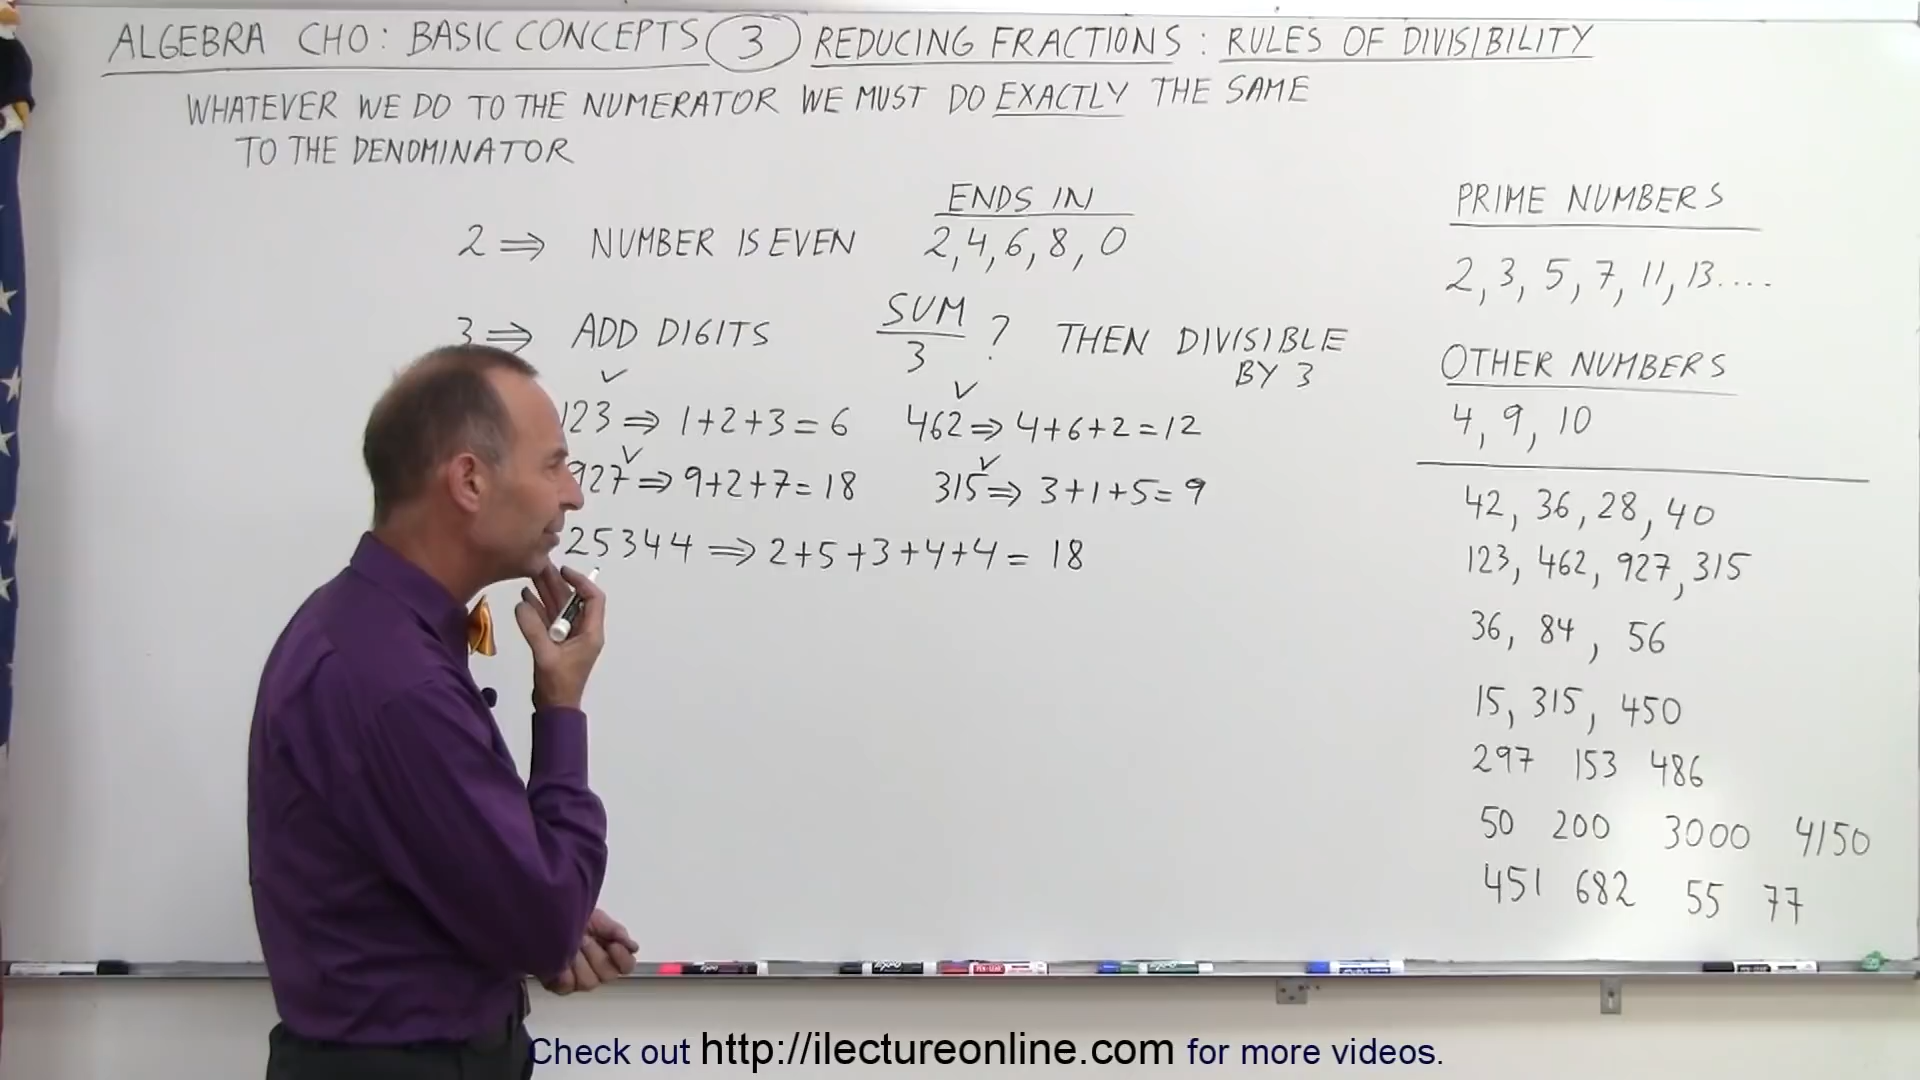 ALGEBRA CHO: BASIC CONCEPTS 3 REDUCING FRACTIONS: RULES OF DIVISIBILITY
WHATEVER WE DO TO THE NUMERATOR WE MUST DO EXACTLY THE SAME
TO THE DENOMINATOR
ENDS IN
2 ⇒ NUMBER IS EVEN 2, 4, 6, 8, 0
3 ⇒ ADD DIGITS SUM/3 ? THEN DIVISIBLE
BY 3
✓ ✓
123 ⇒ 1+2+3=6 462 ⇒ 4+6+2=12
✓ ✓
927 ⇒ 9+2+7=18 315 ⇒ 3+1+5=9
25344 ⇒ 2+5+3+4+4=18
PRIME NUMBERS
2, 3, 5, 7, 11, 13....
OTHER NUMBERS
4, 9, 10
42, 36, 28, 40
123, 462, 927, 315
36, 84, 56
15, 315, 450
297 153 486
50 200 3000 4150
451 682 55 77
Check out http://ilectureonline.com for more videos.